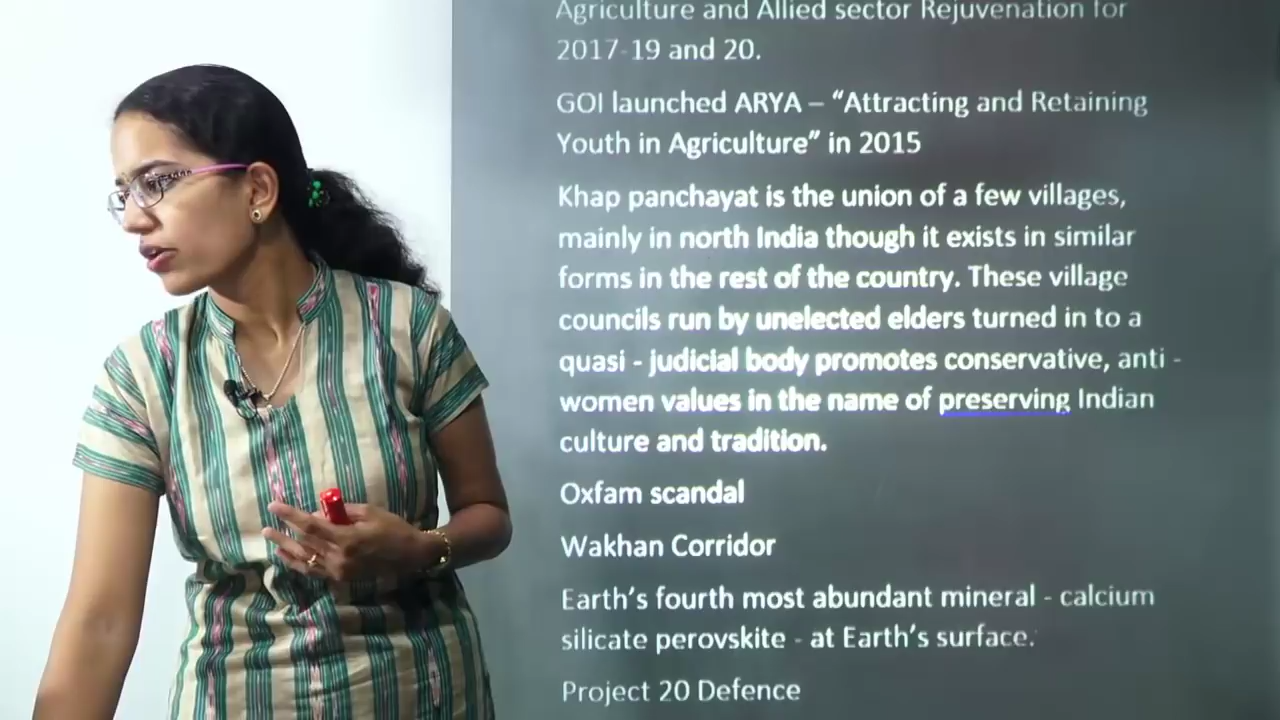 Agriculture and Allied sector Rejuvenation for
2017-19 and 20.
GOI launched ARYA – “Attracting and Retaining
Youth in Agriculture” in 2015
Khap panchayat is the union of a few villages,
mainly in north India though it exists in similar
forms in the rest of the country. These village
councils run by unelected elders turned in to a
quasi - judicial body promotes conservative, anti -
women values in the name of preserving Indian
culture and tradition.
Oxfam scandal
Wakhan Corridor
Earth’s fourth most abundant mineral - calcium
silicate perovskite - at Earth’s surface.
Project 20 Defence